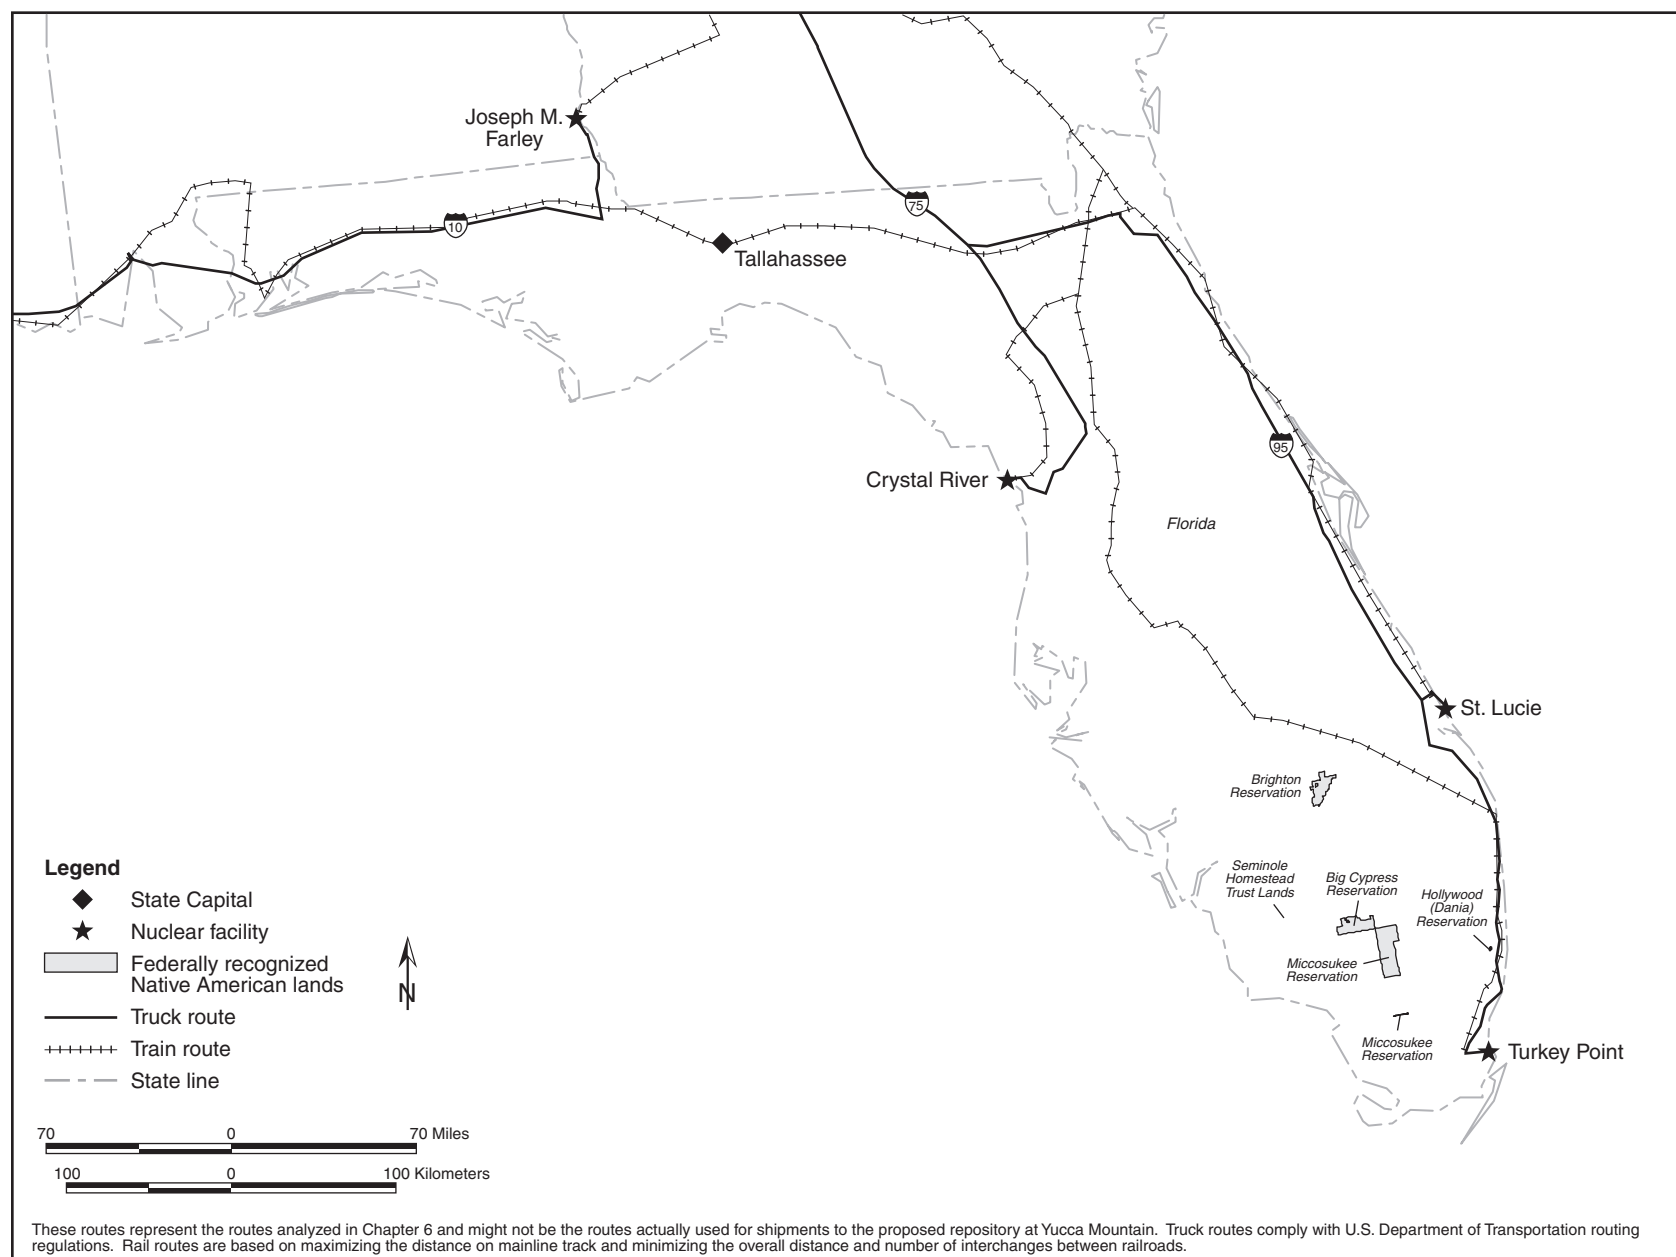 Joseph M.
Farley
75
10
Tallahassee
95
Crystal River
Florida
St. Lucie
Brighton
Reservation
Seminole
Homestead
Trust Lands
Big Cypress
Reservation
Hollywood
(Dania)
Reservation
Miccosukee
Reservation
Miccosukee
Reservation
Turkey Point
Legend
State Capital
Nuclear facility
Federally recognized
Native American lands
Truck route
Train route
State line
N
70 0 70 Miles
100 0 100 Kilometers
These routes represent the routes analyzed in Chapter 6 and might not be the routes actually used for shipments to the proposed repository at Yucca Mountain. Truck routes comply with U.S. Department of Transportation routing
regulations. Rail routes are based on maximizing the distance on mainline track and minimizing the overall distance and number of interchanges between railroads.